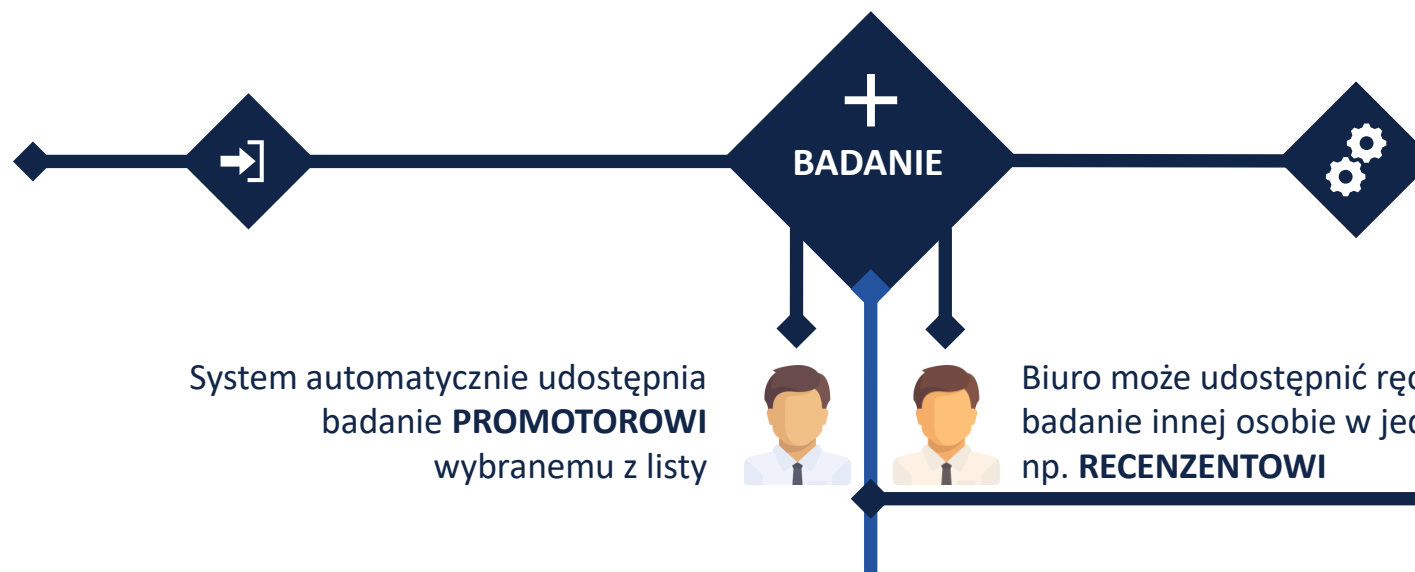 BADANIE
System automatycznie udostępnia
badanie PROMOTOROWI
wybranemu z listy
Biuro może udostępnić
badanie innej osobie w
np. RECENZENTOWI